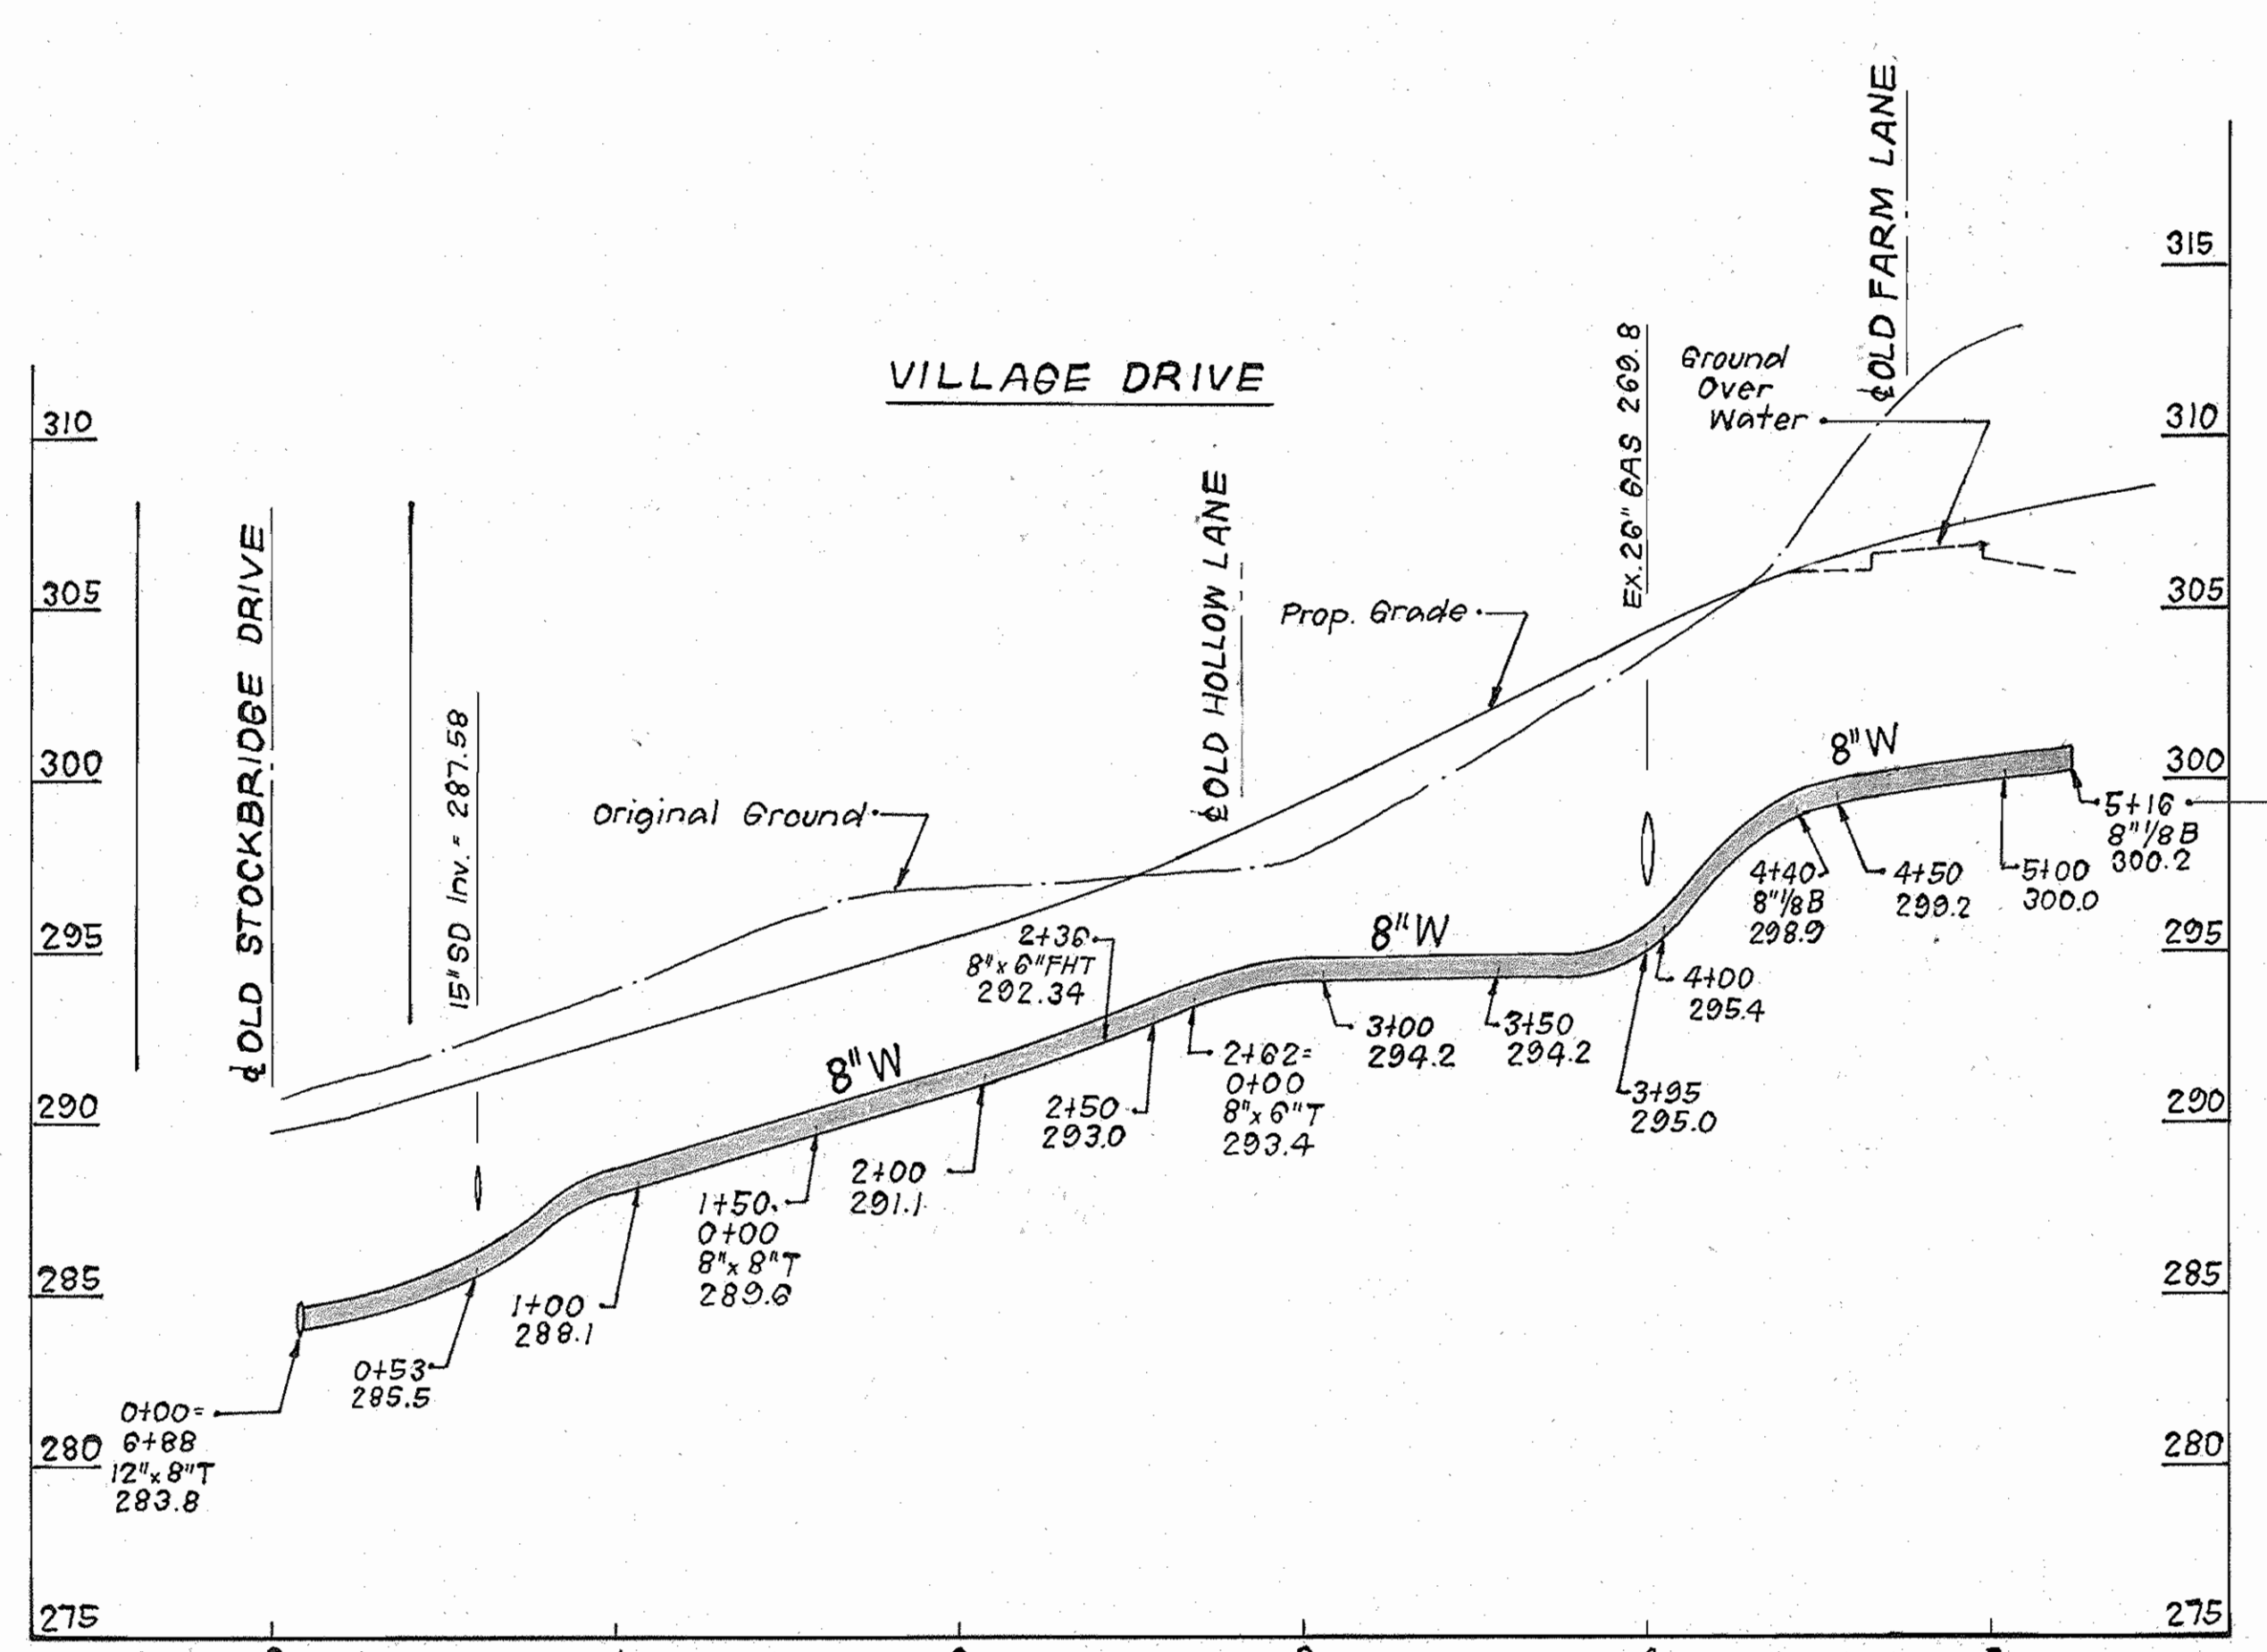 VILLAGE DRIVE
℄ OLD STOCKBRIDGE DRIVE
15" SD Inv. = 287.58
℄ OLD HOLLOW LANE
Ex. 26" GAS 269.8
℄ OLD FARM LANE
Ground
Over
Water
Prop. Grade
Original Ground
310
305
300
295
290
285
280
275
315
310
305
300
295
290
285
280
275
8"W
8"W
8"W
0+00=
6+88
12"x 8"T
283.8
0+53
285.5
1+00
288.1
1+50
0+00
8"x 8"T
289.6
2+00
291.1
2+36
8"x 6"FHT
292.34
2+50
293.0
2+62=
0+00
8"x 6"T
293.4
3+00
294.2
3+50
294.2
3+95
295.0
4+00
295.4
4+40
8" 1/8 B
298.9
4+50
299.2
5+00
300.0
5+16
8" 1/8 B
300.2